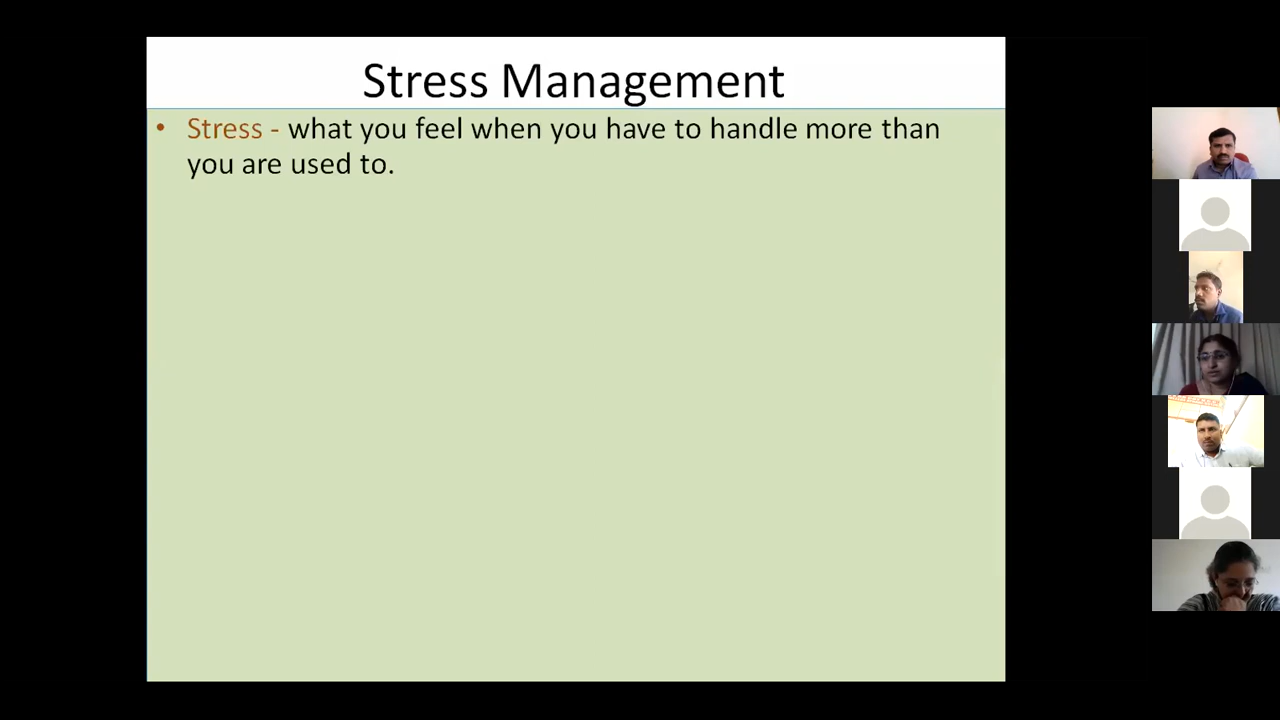 Stress Management
• Stress - what you feel when you have to handle more than
you are used to.